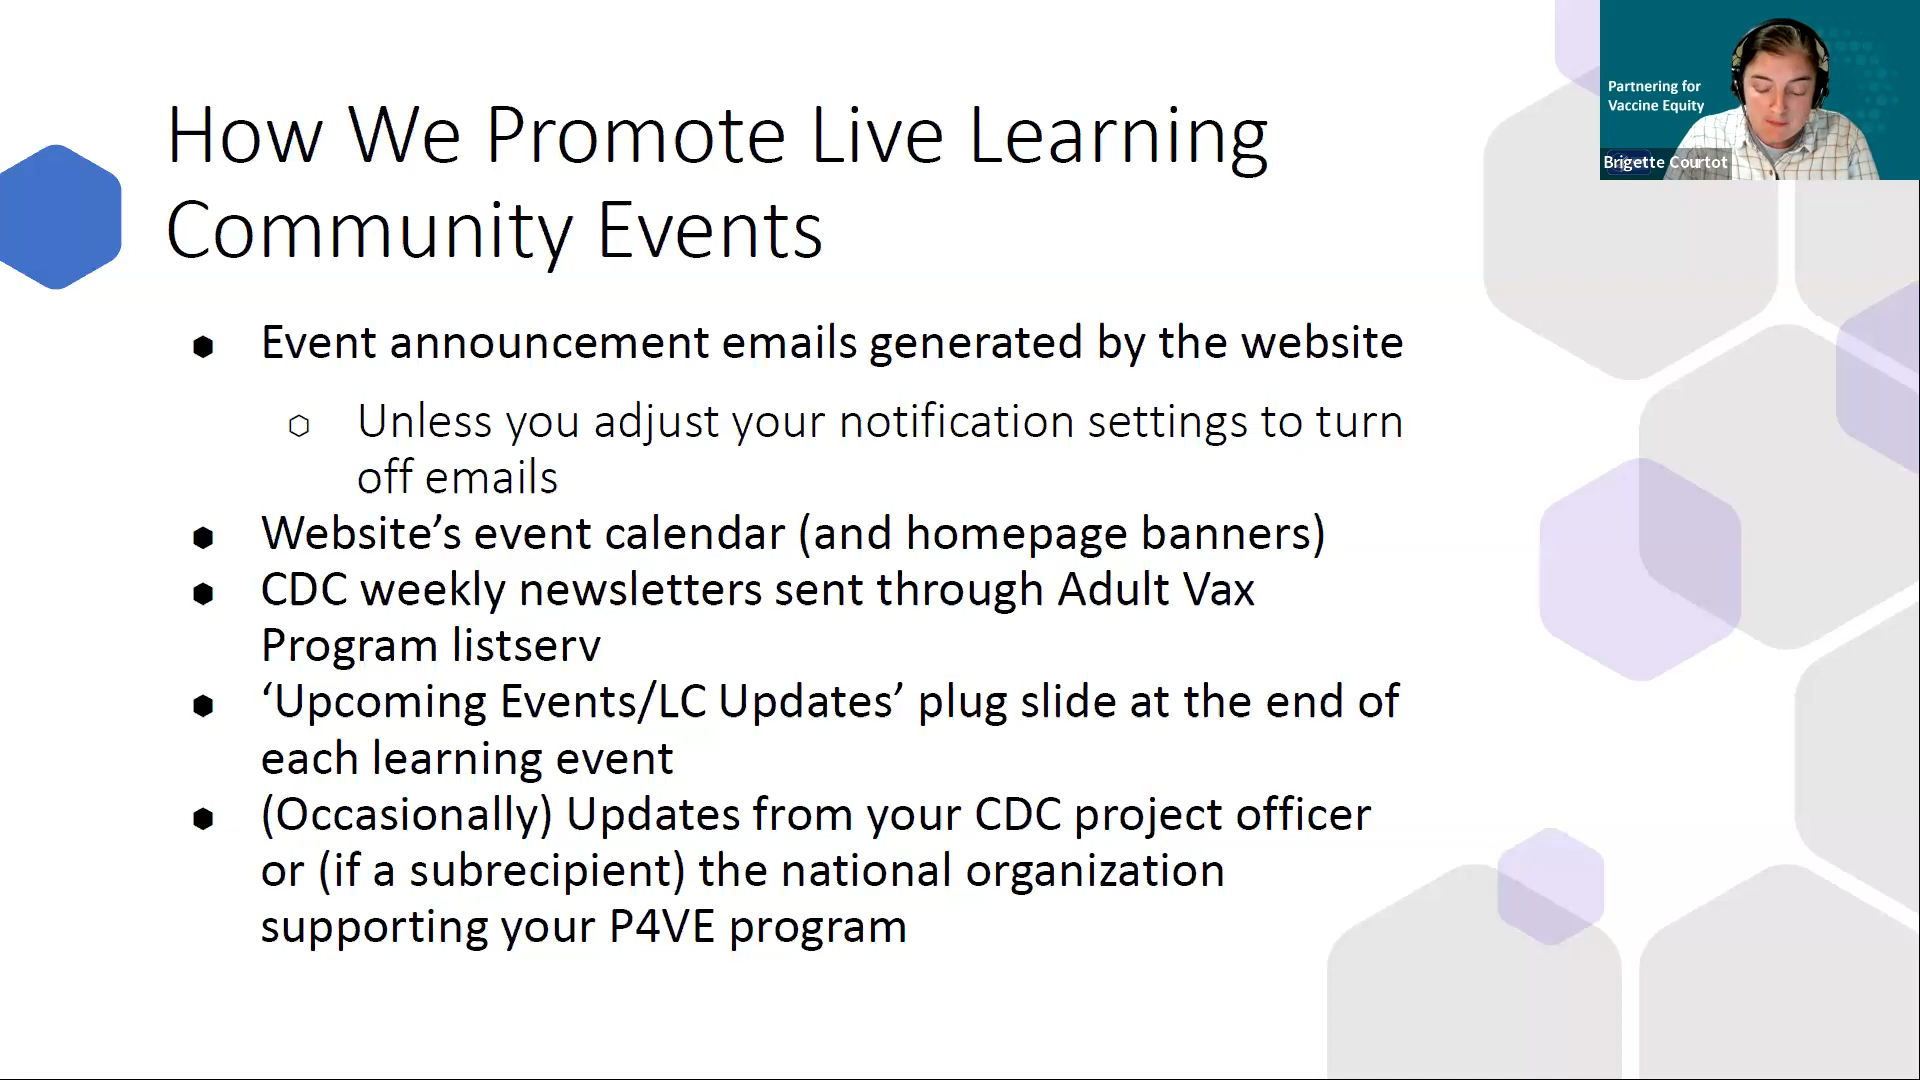 How We Promote Live Learning
Community Events
Event announcement emails generated by the website
Unless you adjust your notification settings to turn
off emails
Website’s event calendar (and homepage banners)
CDC weekly newsletters sent through Adult Vax
Program listserv
‘Upcoming Events/LC Updates’ plug slide at the end of
each learning event
(Occasionally) Updates from your CDC project officer
or (if a subrecipient) the national organization
supporting your P4VE program
Partnering for
Vaccine Equity
Brigette Courtot